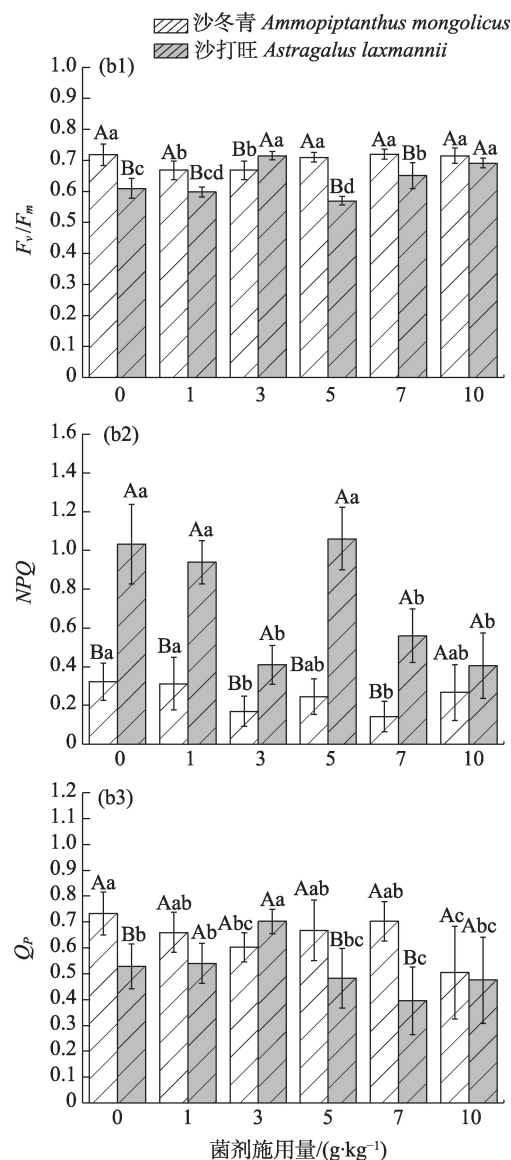 沙冬青 Ammopiptanthus mongolicus
沙打旺 Astragalus laxmannii
(b1)
1.0
0.9
0.8
0.7
0.6
0.5
0.4
0.3
0.2
0.1
0
Fv/Fm
Aa Bc Ab Bcd Bb Aa Aa Bd Aa Bb Aa Aa
0 1 3 5 7 10
(b2)
1.6
1.4
1.2
1.0
0.8
0.6
0.4
0.2
0
NPQ
Ba Aa Ba Aa Bb Ab Bab Aa Bb Ab Aab Ab
0 1 3 5 7 10
(b3)
1.2
1.1
1.0
0.9
0.8
0.7
0.6
0.5
0.4
0.3
0.2
0.1
0
QP
Aa Bb Aab Ab Abc Aa Aab Bbc Aab Bc Ac Abc
0 1 3 5 7 10
菌剂施用量/(g·kg⁻¹)